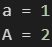 a = 1
A = 2